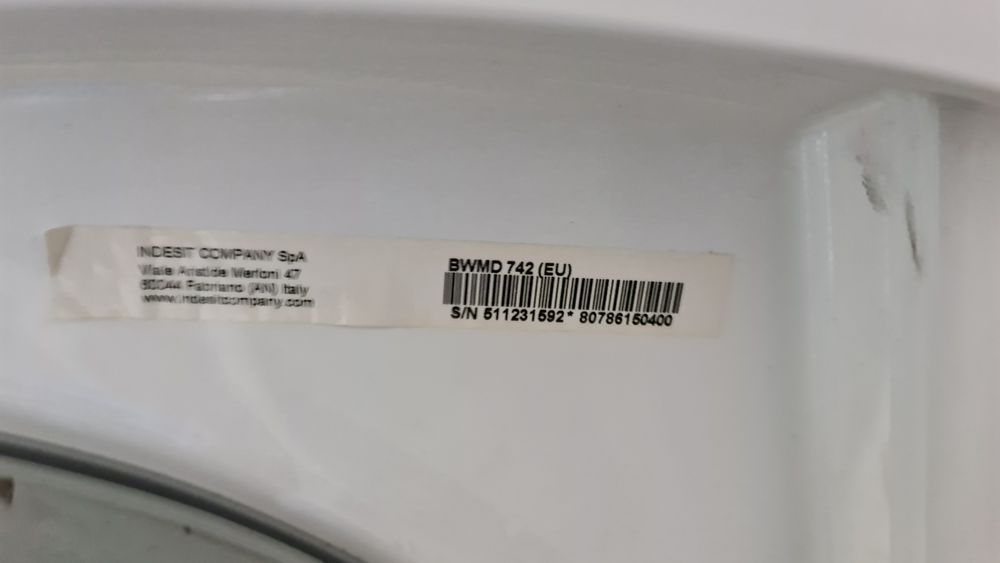 INDESIT COMPANY SpA
Viale Aristide Merloni 47
60044 Fabriano (AN) Italy
www.indesitcompany.com
BWMD 742 (EU)
S/N 511231592* 80786150400